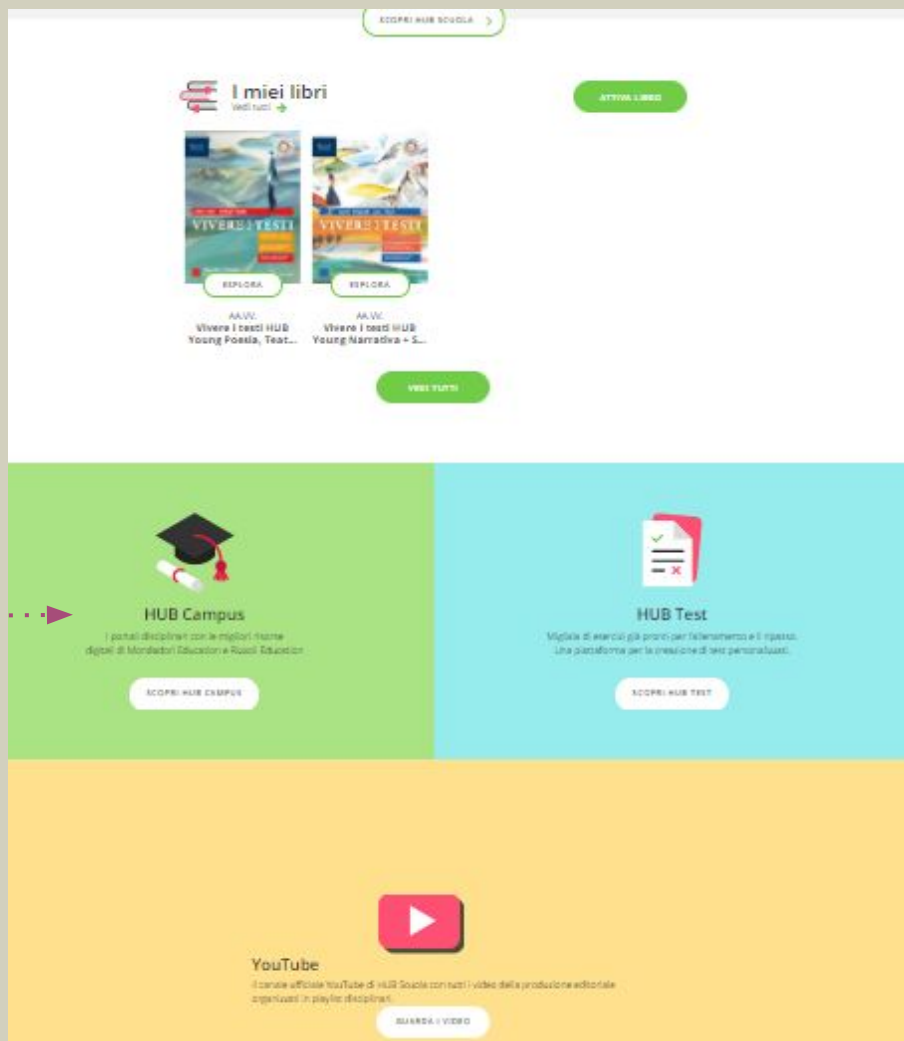 SCOPRI HUB SCUOLA
I miei libri
Vedi tutti
ATTIVA LIBRO
VIVERE I TESTI
VIVERE I TESTI
ESPLORA
ESPLORA
AA.VV.
AA.VV.
Vivere i testi HUB
Young Poesia, Teat...
Vivere i testi HUB
Young Narrativa + S...
VEDI TUTTI
HUB Campus
I portali disciplinari con le migliori risorse
digitali di Mondadori Education e Rizzoli Education
SCOPRI HUB CAMPUS
HUB Test
Migliaia di esercizi già pronti per l'allenamento e il ripasso.
Una piattaforma per la creazione di test personalizzati.
SCOPRI HUB TEST
YouTube
Il canale ufficiale YouTube di HUB Scuola con tutti i video della produzione editoriale
organizzati in playlist disciplinari.
GUARDA I VIDEO